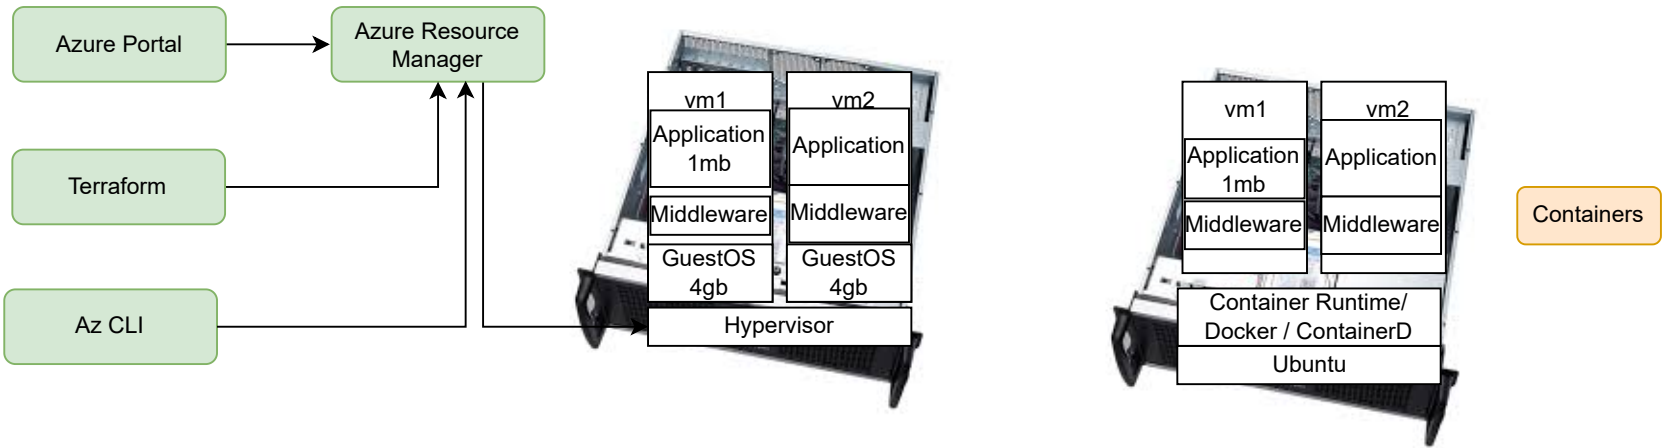 Azure Portal
Azure Resource
Manager
Terraform
Az CLI
vm1
Application
1mb
Middleware
GuestOS
4gb
vm2
Application
Middleware
GuestOS
4gb
Hypervisor
vm1
Application
1mb
Middleware
vm2
Application
Middleware
Container Runtime/
Docker / ContainerD
Ubuntu
Containers